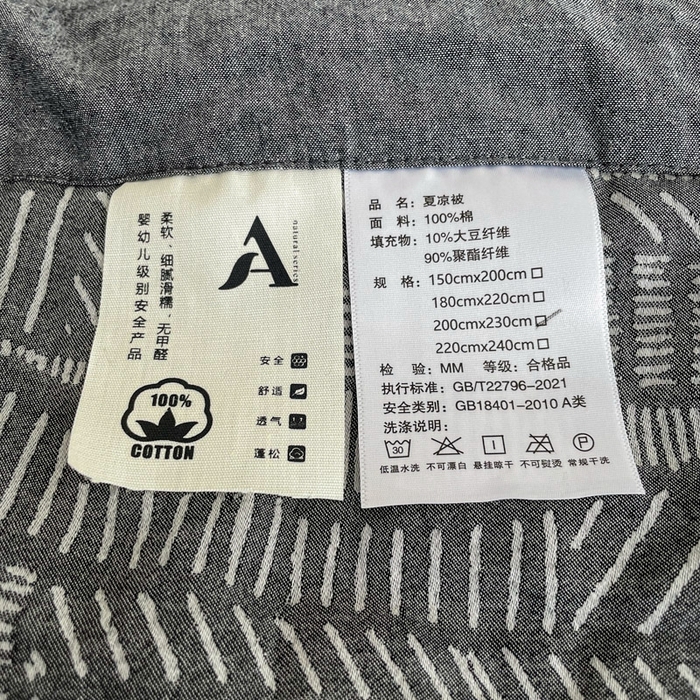 柔软、细腻滑糯，无甲醛
婴幼儿级别安全产品
A
natural series
安全
舒适
透气
蓬松
100%
COTTON
品 名：夏凉被
面 料：100%棉
填充物：10%大豆纤维
90%聚酯纤维
规 格：150cmx200cm□
180cmx220cm□
200cmx230cm☑
220cmx240cm□
检 验：MM 等级：合格品
执行标准：GB/T22796-2021
安全类别：GB18401-2010 A类
洗涤说明：
30 P
低温水洗 不可漂白 悬挂晾干 不可熨烫 常规干洗